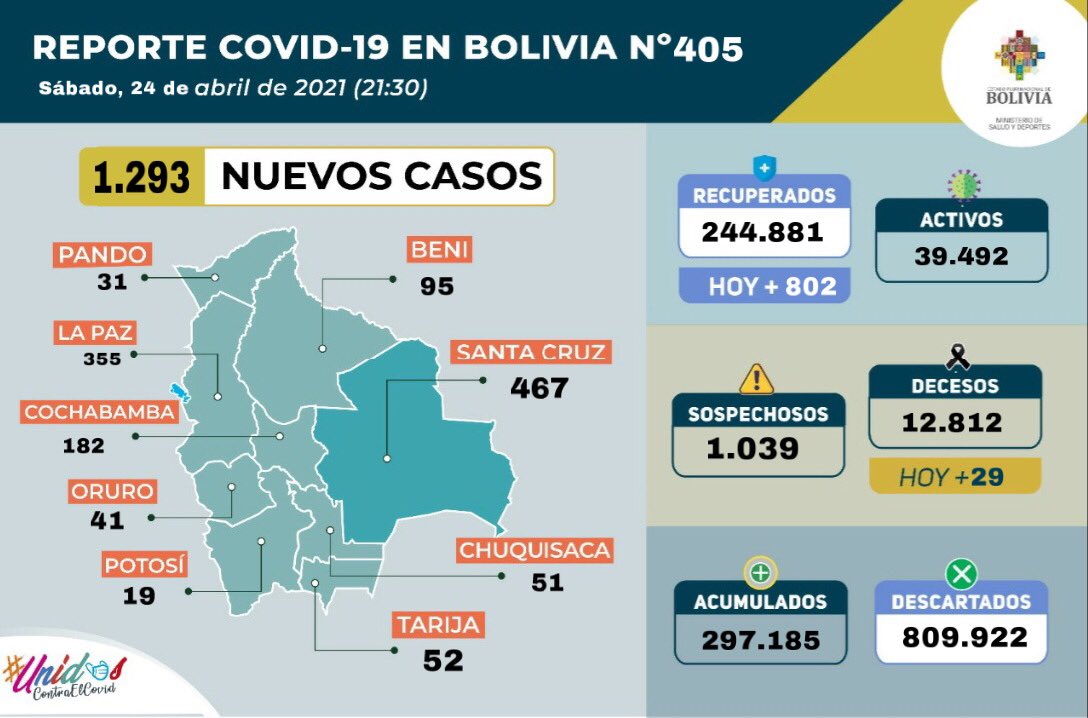 REPORTE COVID-19 EN BOLIVIA N°405
Sábado, 24 de abril de 2021 (21:30)
ESTADO PLURINACIONAL DE
BOLIVIA
MINISTERIO DE
SALUD Y DEPORTES
1.293 NUEVOS CASOS
PANDO
31
BENI
95
LA PAZ
355
SANTA CRUZ
467
COCHABAMBA
182
ORURO
41
CHUQUISACA
51
POTOSÍ
19
TARIJA
52
#Unidos
ContraElCovid
RECUPERADOS
244.881
HOY + 802
ACTIVOS
39.492
SOSPECHOSOS
1.039
DECESOS
12.812
HOY +29
ACUMULADOS
297.185
DESCARTADOS
809.922